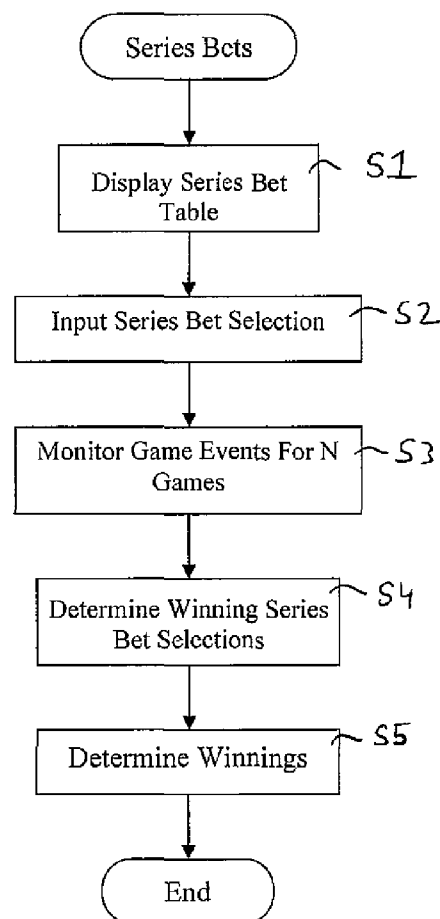 Series Bets
Display Series Bet
Table
S1
Input Series Bet Selection
S2
Monitor Game Events For N
Games
S3
Determine Winning Series
Bet Selections
S4
Determine Winnings
S5
End